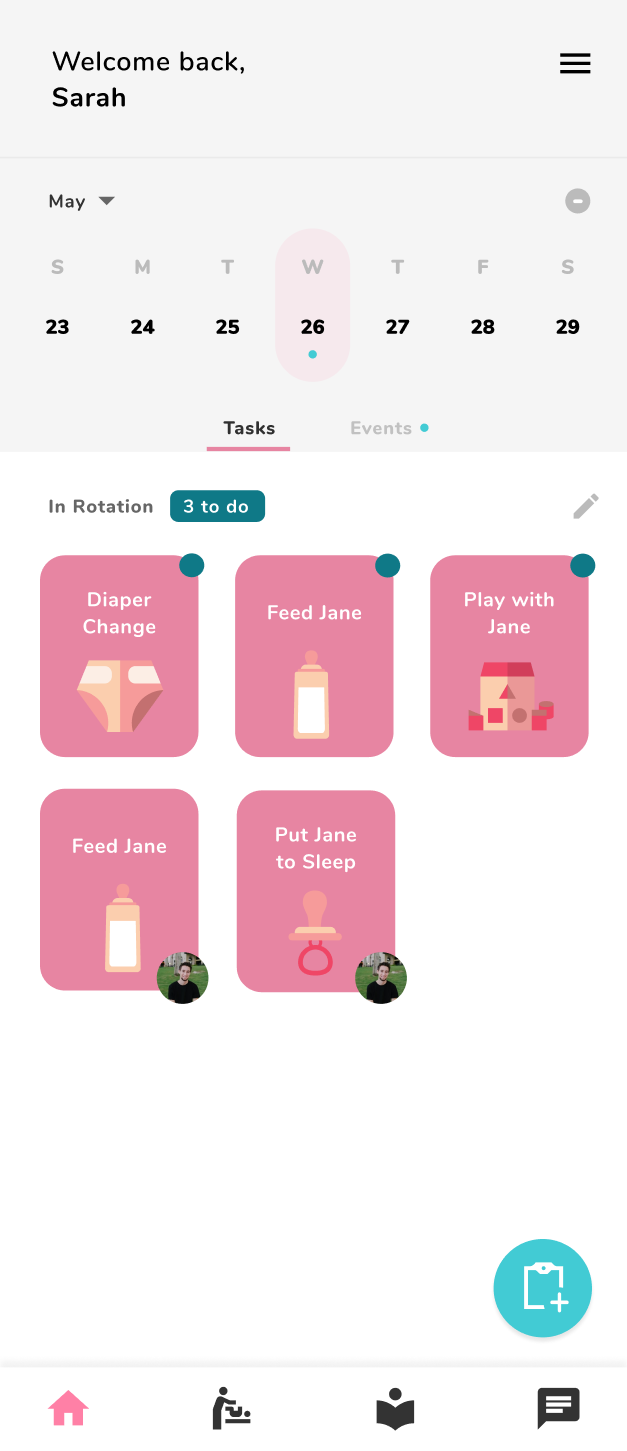 Welcome back,
Sarah
May
S M T W T F S
23 24 25 26 27 28 29
Tasks Events
In Rotation 3 to do
Diaper
Change
Feed Jane
Play with
Jane
Feed Jane
Put Jane
to Sleep